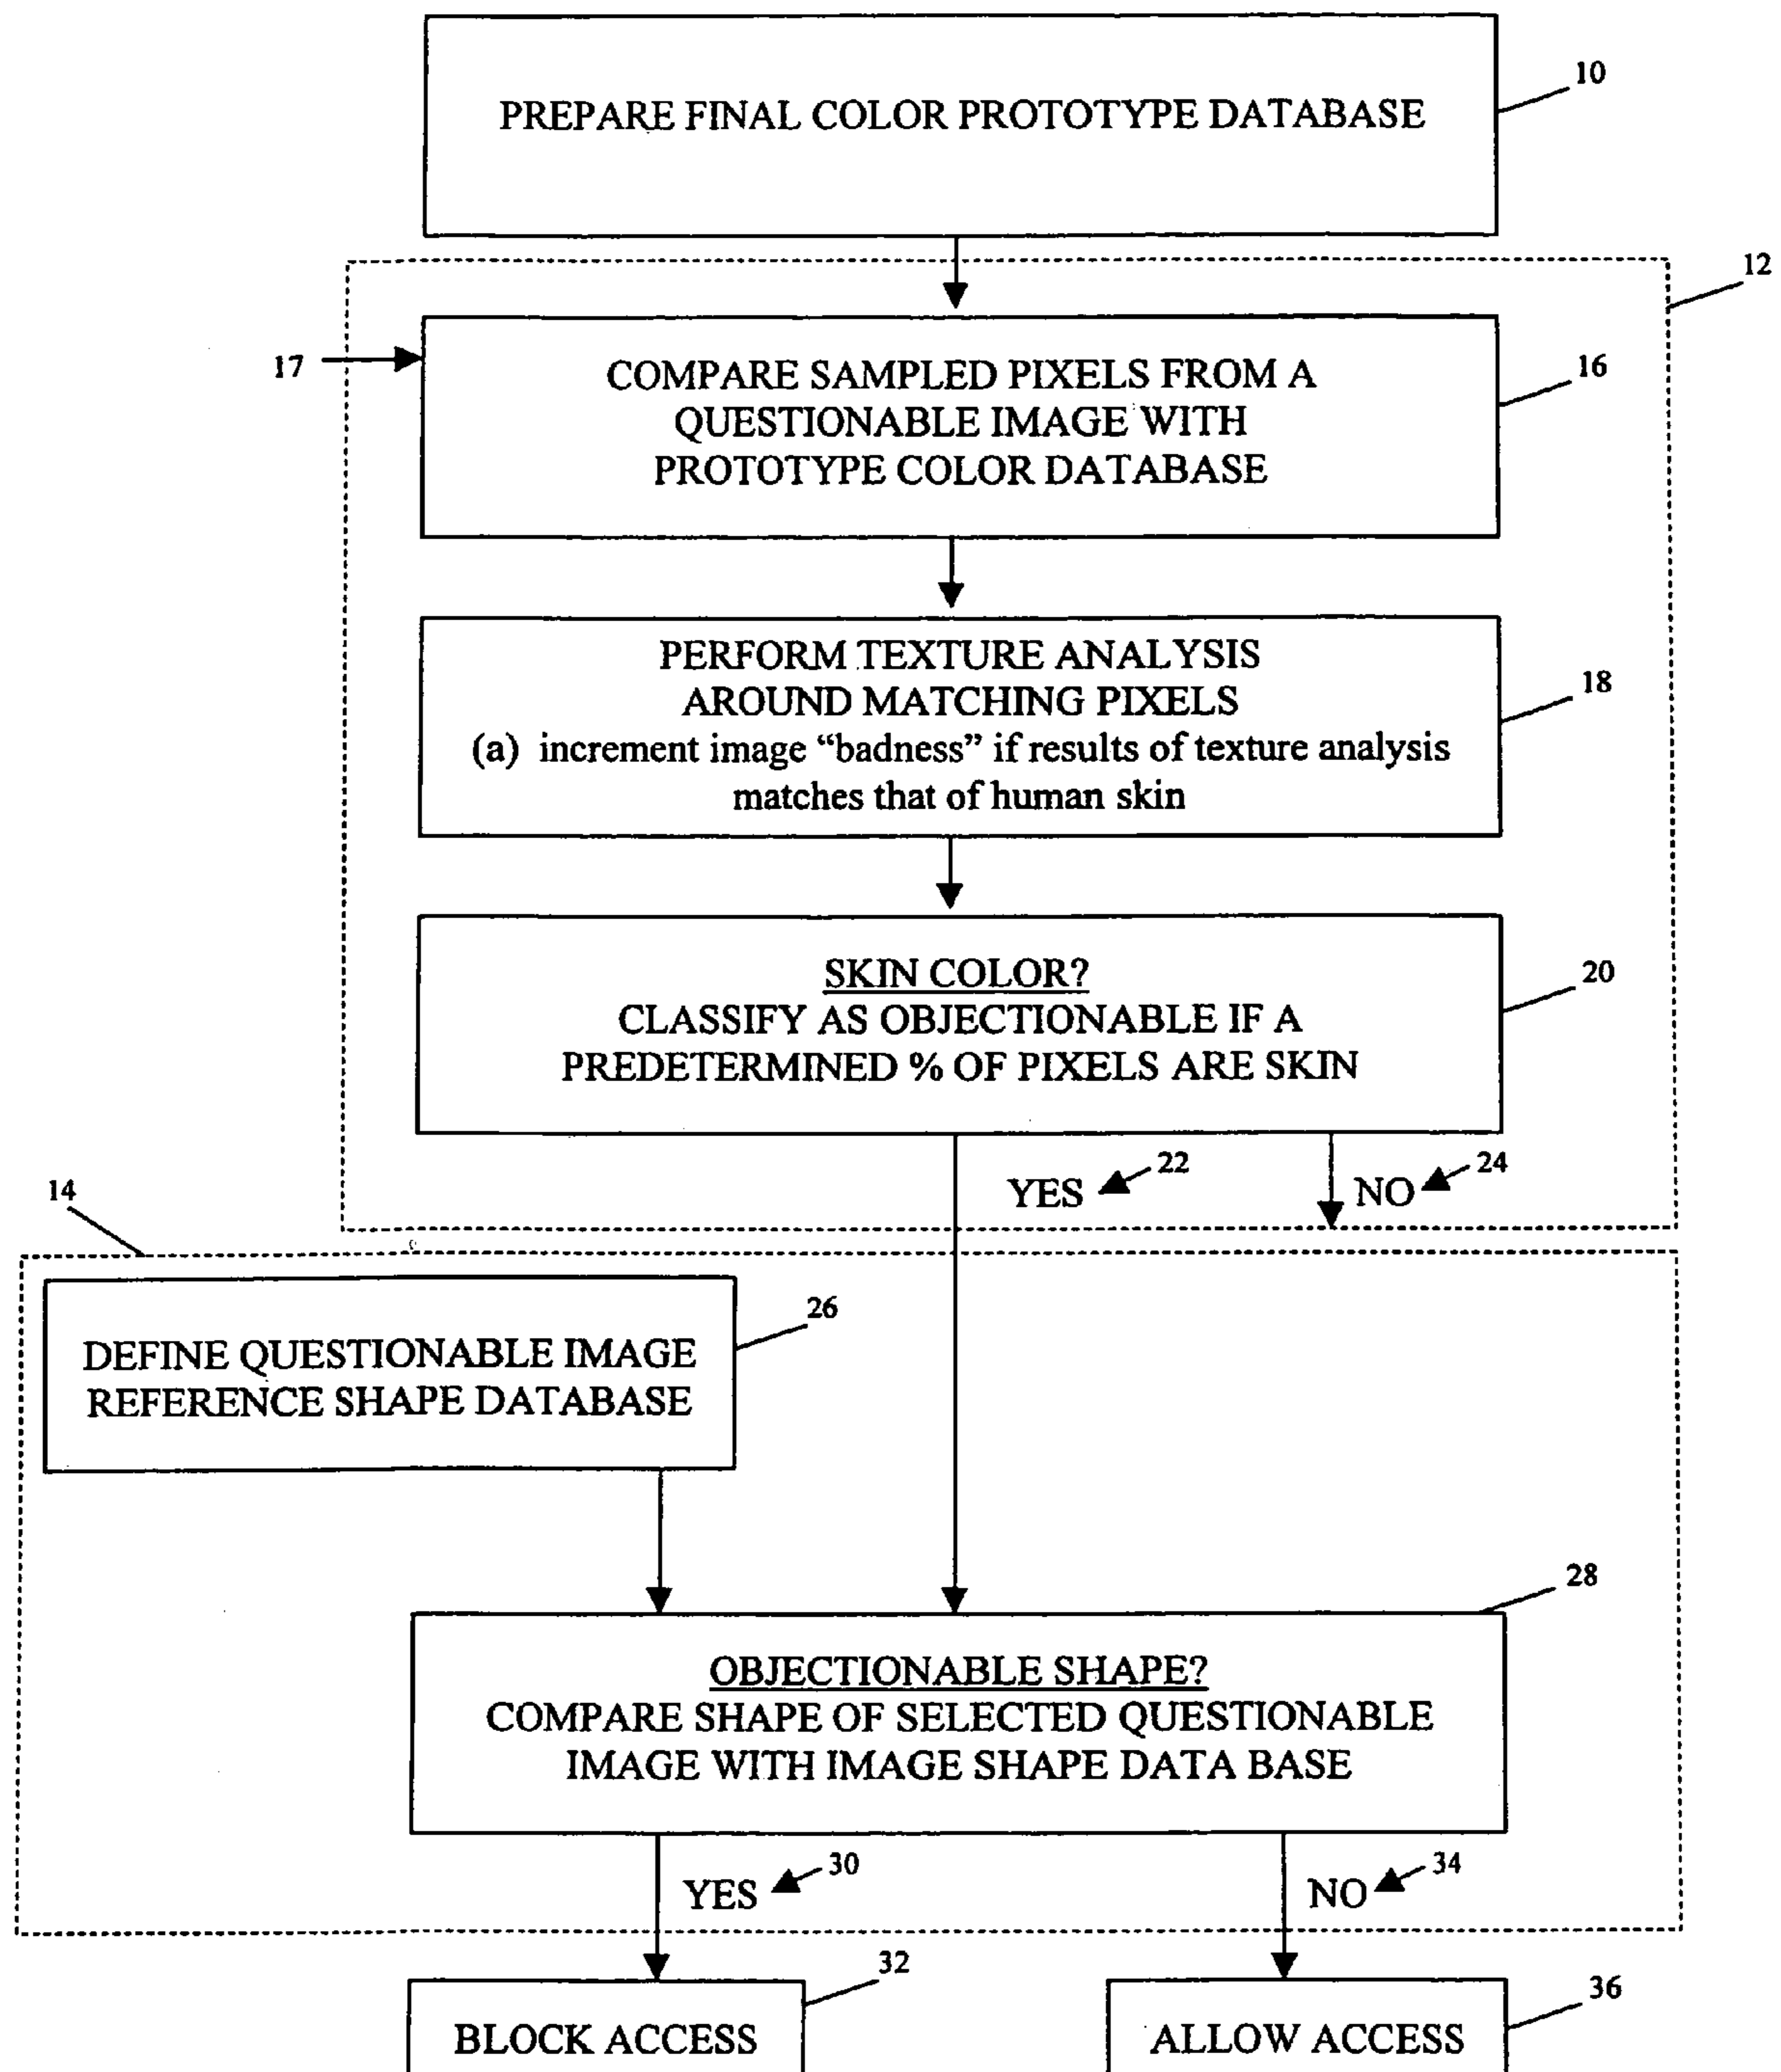 10
PREPARE FINAL COLOR PROTOTYPE DATABASE
12
17
16
COMPARE SAMPLED PIXELS FROM A
QUESTIONABLE IMAGE WITH
PROTOTYPE COLOR DATABASE
18
PERFORM TEXTURE ANALYSIS
AROUND MATCHING PIXELS
(a) increment image “badness” if results of texture analysis
matches that of human skin
20
SKIN COLOR?
CLASSIFY AS OBJECTIONABLE IF A
PREDETERMINED % OF PIXELS ARE SKIN
YES 22
NO 24
14
26
DEFINE QUESTIONABLE IMAGE
REFERENCE SHAPE DATABASE
28
OBJECTIONABLE SHAPE?
COMPARE SHAPE OF SELECTED QUESTIONABLE
IMAGE WITH IMAGE SHAPE DATA BASE
YES 30
NO 34
32
BLOCK ACCESS
36
ALLOW ACCESS